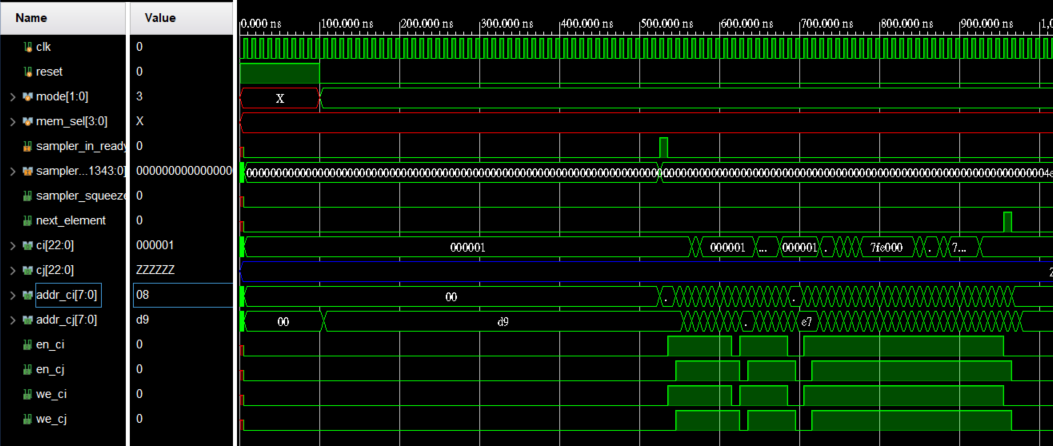 Name Value 0.000 ns 100.000 ns 200.000 ns 300.000 ns 400.000 ns 500.000 ns 600.000 ns 700.000 ns 800.000 ns 900.000 ns
clk 0
reset 0
mode[1:0] 3 X
mem_sel[3:0] X
sampler_in_ready 0
sampler...1343:0]
sampler_squeeze 0
next_element 0
ci[22:0] 000001 000001 000001 ... 000001 . 7fe000 . 7...
cj[22:0] ZZZZZZ
addr_ci[7:0] 08 00 . .
addr_cj[7:0] d9 00 d9 . e7
en_ci 0
en_cj 0
we_ci 0
we_cj 0